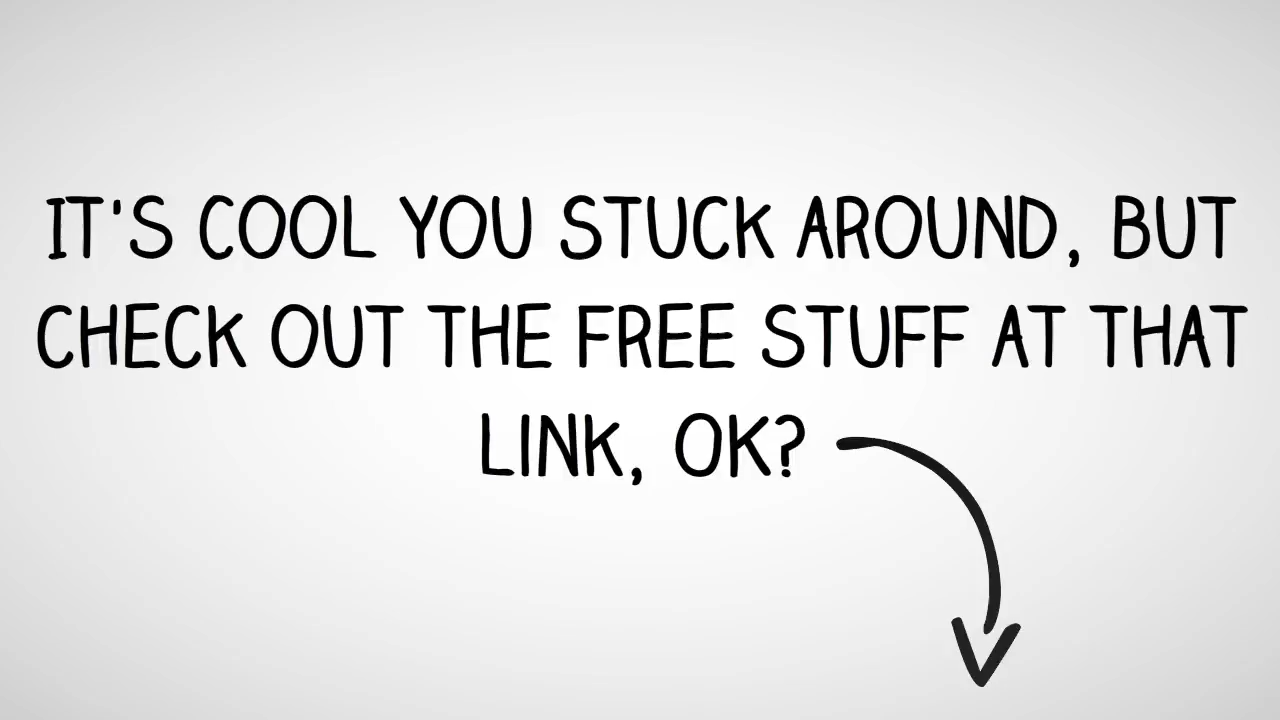 IT'S COOL YOU STUCK AROUND, BUT
CHECK OUT THE FREE STUFF AT THAT
LINK, OK?